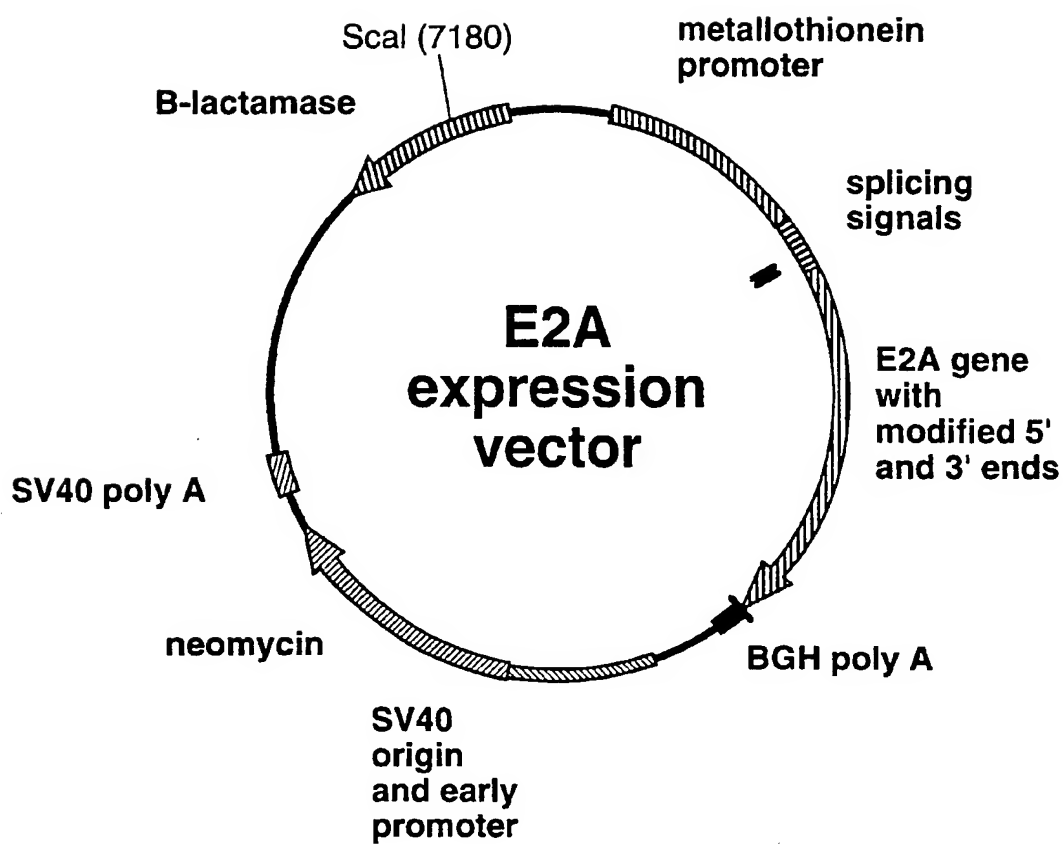 ScaI (7180)
metallothionein
promoter
B-lactamase
splicing
signals
E2A
expression
vector
E2A gene
with
modified 5'
and 3' ends
SV40 poly A
neomycin
BGH poly A
SV40
origin
and early
promoter